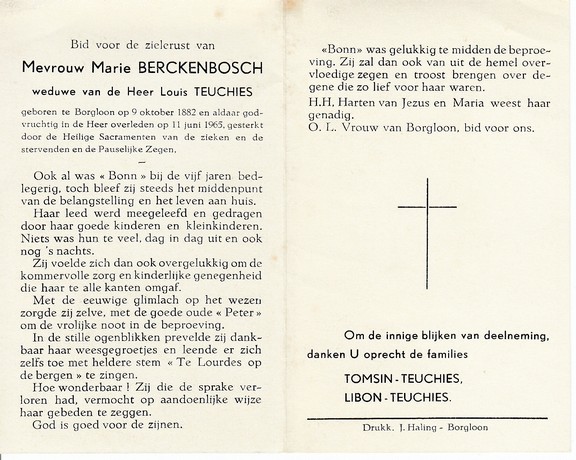 Bid voor de zielerust van
Mevrouw Marie BERCKENBOSCH
weduwe van de Heer Louis TEUCHIES
geboren te Borgloon op 9 oktober 1882 en aldaar god-
vruchtig in de Heer overleden op 11 juni 1965, gesterkt
door de Heilige Sacramenten van de zieken en de
stervenden en de Pauselijke Zegen.
—
Ook al was « Bonn » bij de vijf jaren bed-
legerig, toch bleef zij steeds het middenpunt
van de belangstelling en het leven aan huis.
Haar leed werd meegeleefd en gedragen
door haar goede kinderen en kleinkinderen.
Niets was hun te veel, dag in dag uit en ook
nog 's nachts.
Zij voelde zich dan ook overgelukkig om de
kommervolle zorg en kinderlijke genegenheid
die haar te alle kanten omgaf.
Met de eeuwige glimlach op het wezen
zorgde zij zelve, met de goede oude « Peter »
om de vrolijke noot in de beproeving.
In de stille ogenblikken prevelde zij dank-
baar haar weesgegroetjes en leende er zich
zelfs toe met heldere stem « Te Lourdes op
de bergen » te zingen.
Hoe wonderbaar ! Zij die de sprake ver-
loren had, vermocht op aandoenlijke wijze
haar gebeden te zeggen.
God is goed voor de zijnen.
«Bonn» was gelukkig te midden de beproe-
ving. Zij zal dan ook van uit de hemel over-
vloedige zegen en troost brengen over de-
gene die zo lief voor haar waren.
H.H, Harten van Jezus en Maria weest haar
genadig.
O. L. Vrouw van Borgloon, bid voor ons.
Om de innige blijken van deelneming,
danken U oprecht de families
TOMSIN-TEUCHIES,
LIBON-TEUCHIES.
Drukk. J. Haling - Borgloon